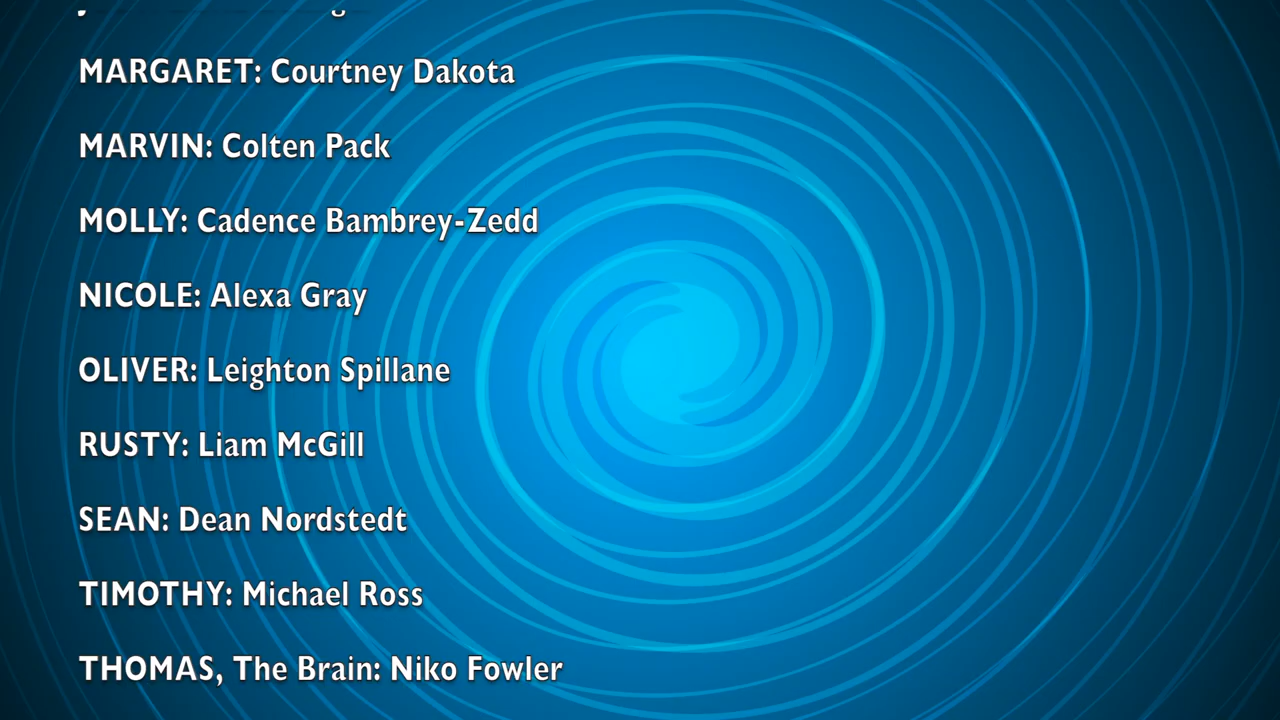 MARGARET: Courtney Dakota
MARVIN: Colten Pack
MOLLY: Cadence Bambrey-Zedd
NICOLE: Alexa Gray
OLIVER: Leighton Spillane
RUSTY: Liam McGill
SEAN: Dean Nordstedt
TIMOTHY: Michael Ross
THOMAS, The Brain: Niko Fowler